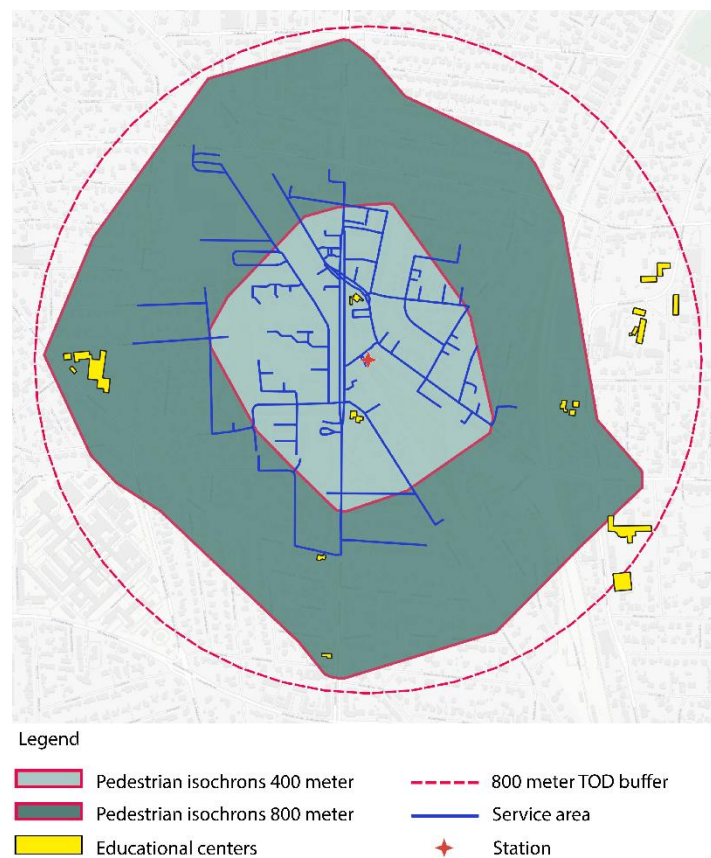 Legend
Pedestrian isochrons 400 meter
Pedestrian isochrons 800 meter
Educational centers
800 meter TOD buffer
Service area
Station